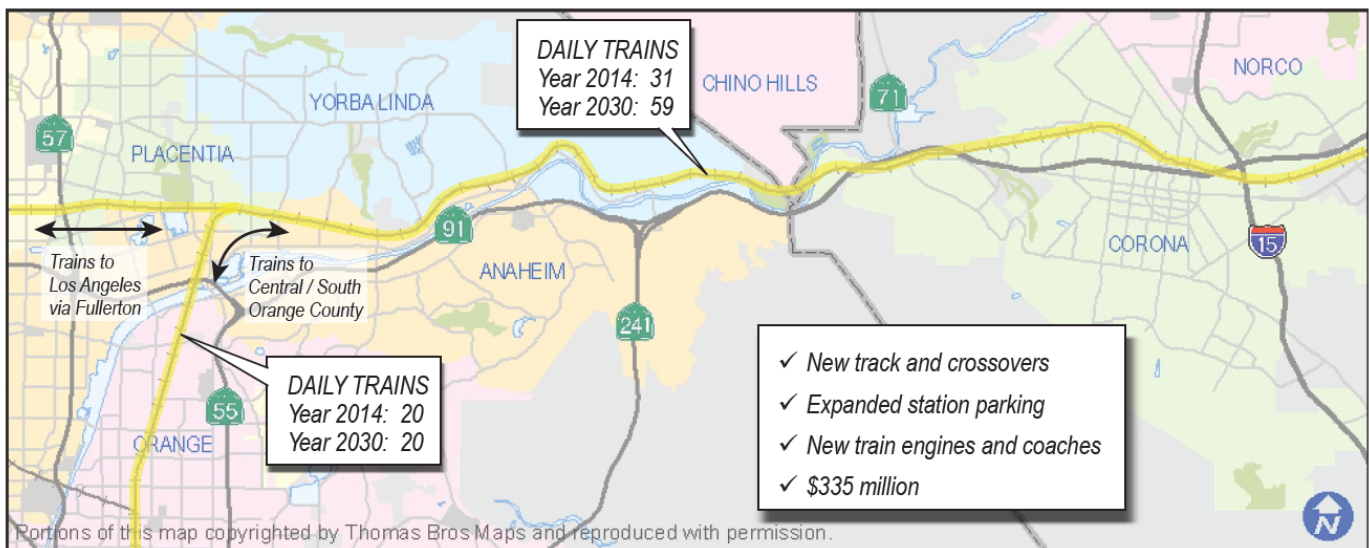 DAILY TRAINS
Year 2014: 31
Year 2030: 59
CHINO HILLS
NORCO
YORBA LINDA
71
57
PLACENTIA
91
Trains to
Los Angeles
via Fullerton
Trains to
Central / South
Orange County
ANAHEIM
CORONA
15
241
DAILY TRAINS
Year 2014: 20
Year 2030: 20
55
ORANGE
✓ New track and crossovers
✓ Expanded station parking
✓ New train engines and coaches
✓ $335 million
N
Portions of this map copyrighted by Thomas Bros Maps and reproduced with permission.